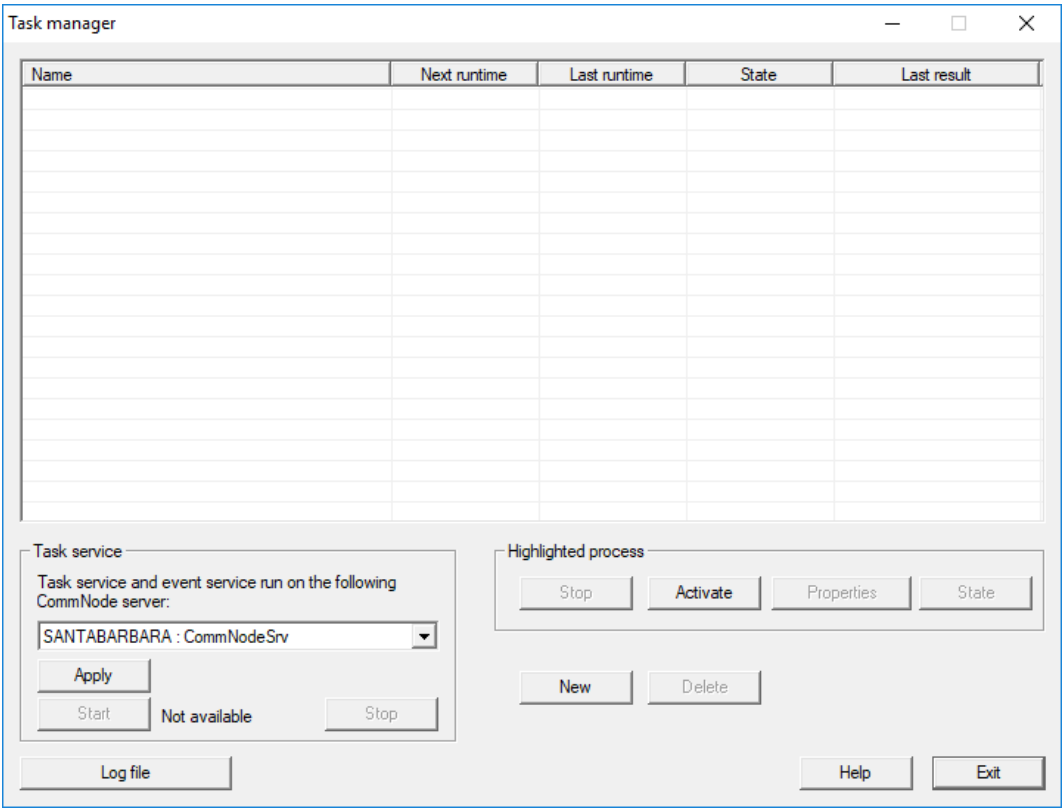 Task manager
Name Next runtime Last runtime State Last result
Task service
Task service and event service run on the following
CommNode server:
SANTABARBARA : CommNodeSrv
Apply
Start Not available Stop
Highlighted process
Stop Activate Properties State
New Delete
Log file Help Exit